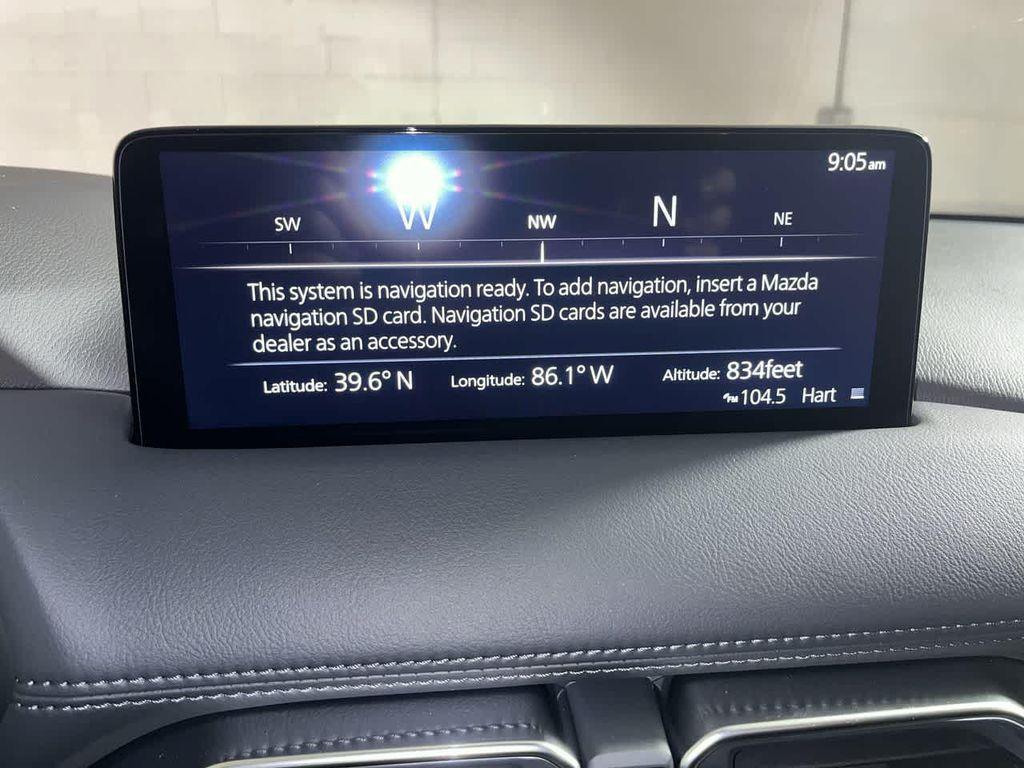 9:05am
SW W NW N NE
This system is navigation ready. To add navigation, insert a Mazda
navigation SD card. Navigation SD cards are available from your
dealer as an accessory.
Latitude: 39.6° N Longitude: 86.1° W Altitude: 834feet
FM 104.5 Hart